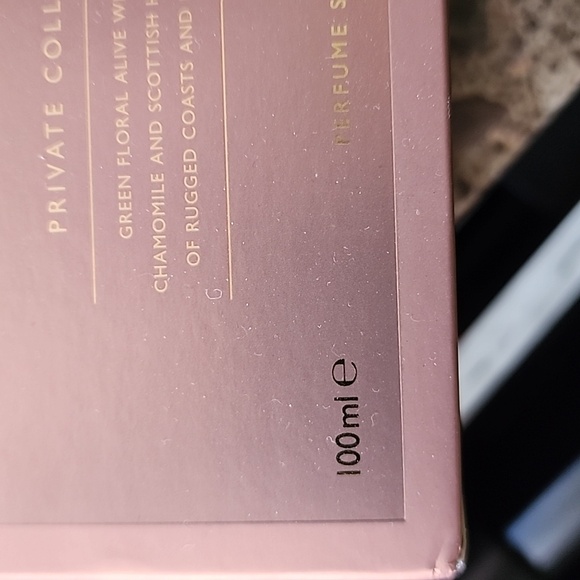 PRIVATE COLL
GREEN FLORAL ALIVE
CHAMOMILE AND SCOTTISH
OF RUGGED COASTS AND
PERFUME S
100ml e